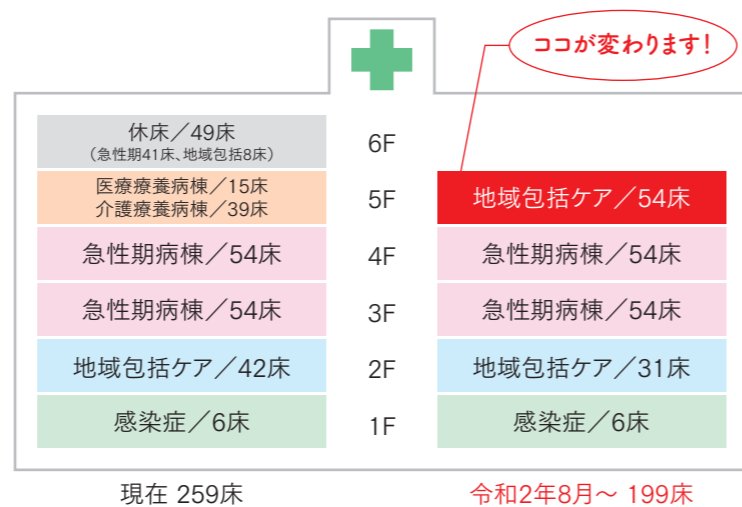 ココが変わります!
休床／49床
（急性期41床、地域包括8床）
6F
医療療養病棟／15床
介護療養病棟／39床
5F
地域包括ケア／54床
急性期病棟／54床
4F
急性期病棟／54床
急性期病棟／54床
3F
急性期病棟／54床
地域包括ケア／42床
2F
地域包括ケア／31床
感染症／6床
1F
感染症／6床
現在 259床
令和2年8月〜 199床